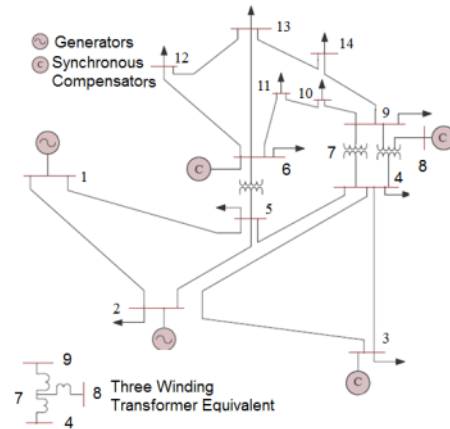 Generators
C Synchronous
Compensators
13
12
14
11
10
9
C
6
7
C
8
1
4
5
2
3
C
9
7
8
4
Three Winding
Transformer Equivalent